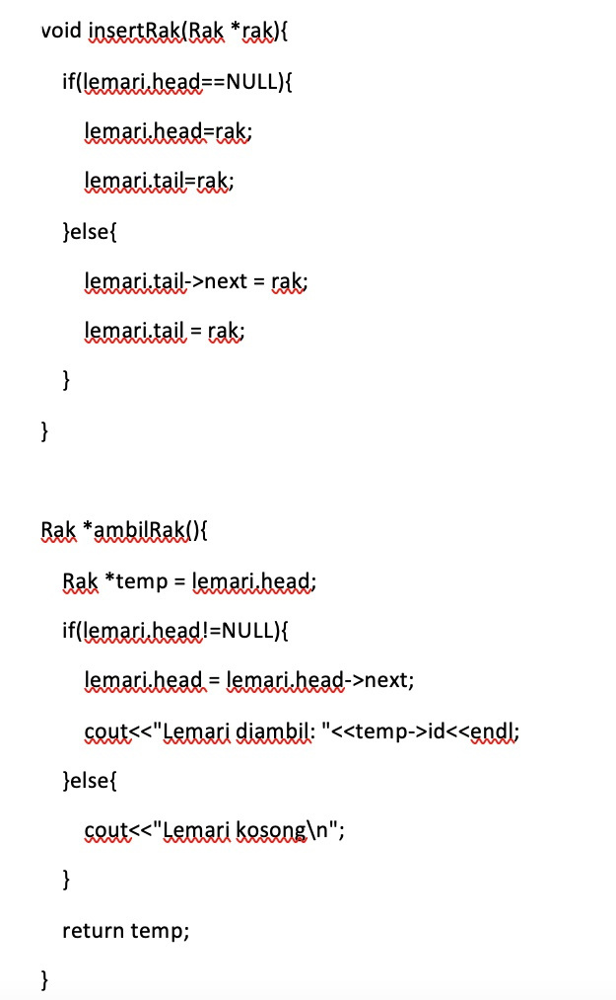 void insertRak(Rak *rak){
if(lemari.head==NULL){
lemari.head=rak;
lemari.tail=rak;
}else{
lemari.tail->next = rak;
lemari.tail = rak;
}
}
Rak *ambilRak(){
Rak *temp = lemari.head;
if(lemari.head!=NULL){
lemari.head = lemari.head->next;
cout<<"Lemari diambil: "<<temp->id<<endl;
}else{
cout<<"Lemari kosong\n";
}
return temp;
}